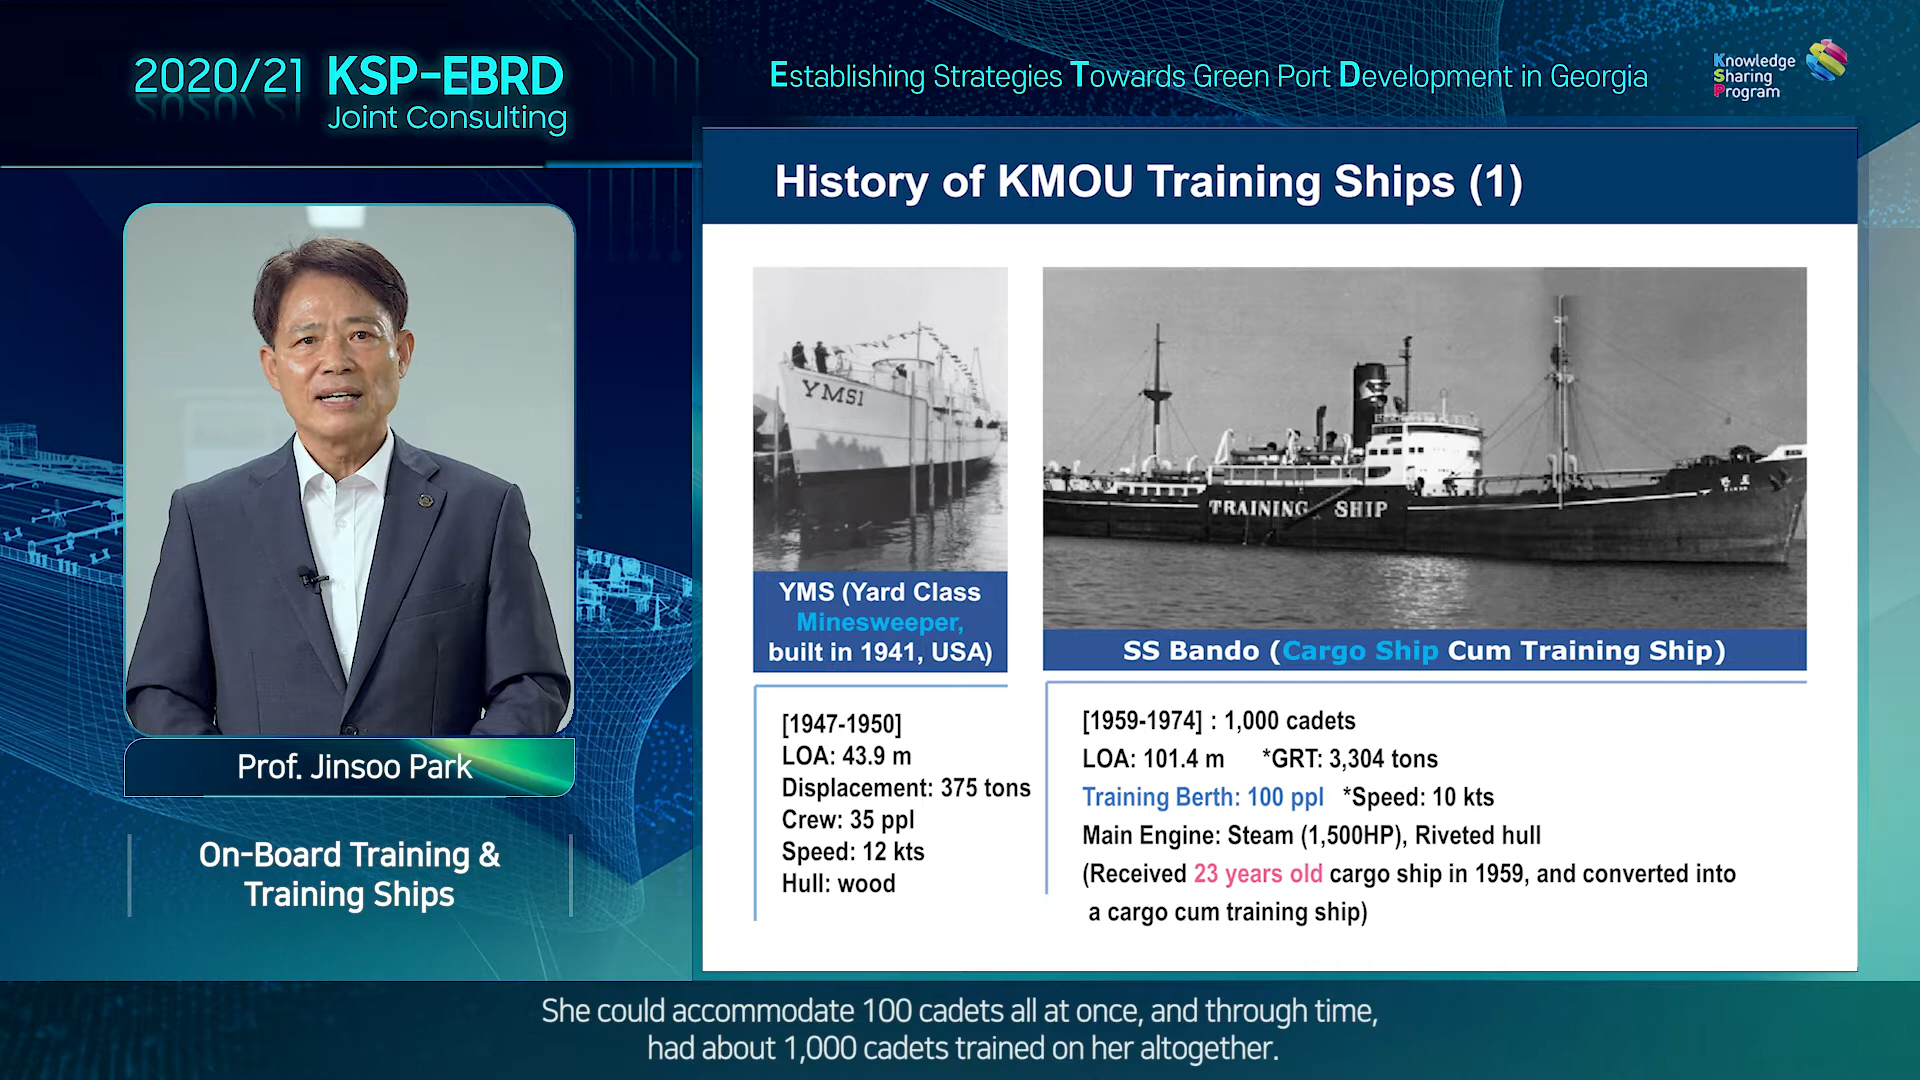 2020/21 KSP-EBRD
Joint Consulting
Establishing Strategies Towards Green Port Development in Georgia
Knowledge
Sharing
Program
History of KMOU Training Ships (1)
YMS1
TRAINING SHIP
YMS (Yard Class
Minesweeper,
built in 1941, USA)
SS Bando (Cargo Ship Cum Training Ship)
[1947-1950]
LOA: 43.9 m
Displacement: 375 tons
Crew: 35 ppl
Speed: 12 kts
Hull: wood
[1959-1974] : 1,000 cadets
LOA: 101.4 m *GRT: 3,304 tons
Training Berth: 100 ppl *Speed: 10 kts
Main Engine: Steam (1,500HP), Riveted hull
(Received 23 years old cargo ship in 1959, and converted into
a cargo cum training ship)
Prof. Jinsoo Park
On-Board Training &
Training Ships
She could accommodate 100 cadets all at once, and through time,
had about 1,000 cadets trained on her altogether.